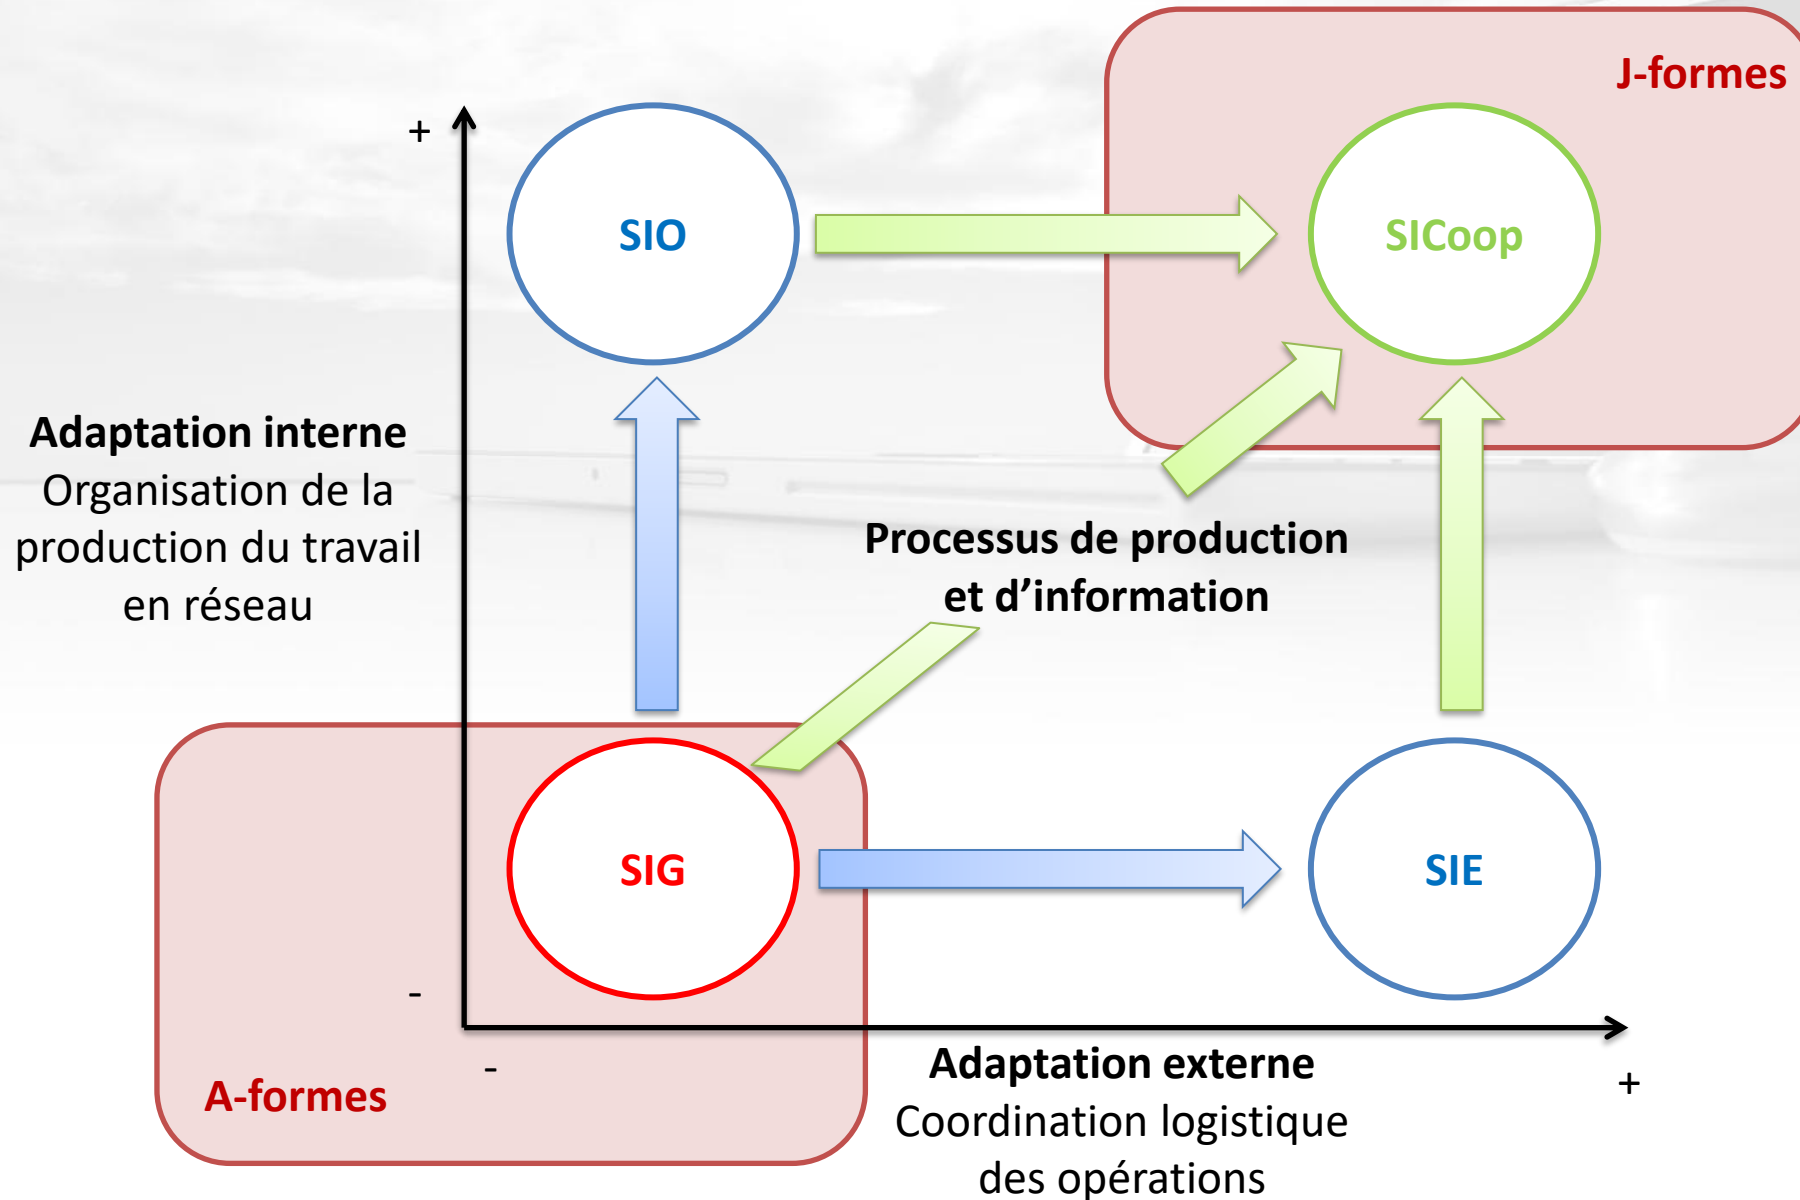 J-formes
+
SIO
SICoop
Adaptation interne
Organisation de la
production du travail
en réseau
Processus de production
et d’information
SIG
SIE
-
-
A-formes
Adaptation externe
Coordination logistique
des opérations
+